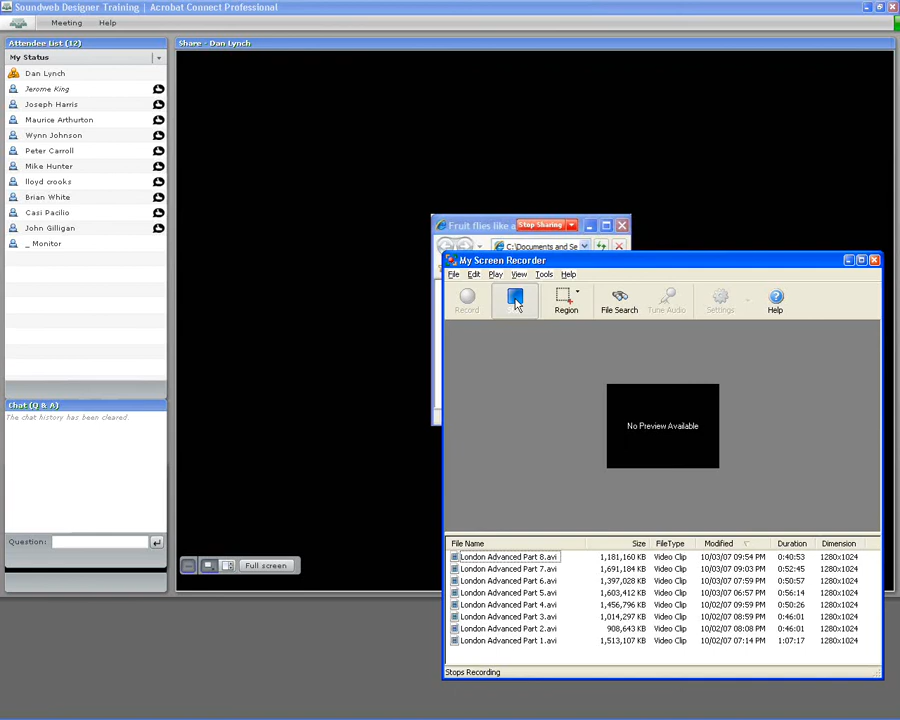 Soundweb Designer Training | Acrobat Connect Professional
Meeting Help
Attendee List (12)
My Status
Dan Lynch
Jerome King
Joseph Harris
Maurice Arthurton
Wynn Johnson
Peter Carroll
Mike Hunter
lloyd crooks
Brian White
Casi Pacilio
John Gilligan
_ Monitor
Chat (Q & A)
The chat history has been cleared.
Question:
Share - Dan Lynch
Full screen
Fruit flies like a Stop Sharing
C:\Documents and Se
My Screen Recorder
File Edit Play View Tools Help
Record Region File Search Tune Audio Settings Help
No Preview Available
File Name Size FileType Modified Duration Dimension
London Advanced Part 8.avi 1,181,160 KB Video Clip 10/03/07 09:54 PM 0:40:53 1280x1024
London Advanced Part 7.avi 1,691,184 KB Video Clip 10/03/07 09:03 PM 0:52:45 1280x1024
London Advanced Part 6.avi 1,397,028 KB Video Clip 10/03/07 08:06 PM 0:50:57 1280x1024
London Advanced Part 5.avi 1,603,412 KB Video Clip 10/03/07 06:57 PM 0:56:14 1280x1024
London Advanced Part 4.avi 1,456,796 KB Video Clip 10/02/07 09:59 PM 0:50:26 1280x1024
London Advanced Part 3.avi 1,014,297 KB Video Clip 10/02/07 09:01 PM 0:46:01 1280x1024
London Advanced Part 2.avi 908,643 KB Video Clip 10/02/07 08:08 PM 0:46:01 1280x1024
London Advanced Part 1.avi 1,513,107 KB Video Clip 10/02/07 07:14 PM 1:07:17 1280x1024
Stops Recording